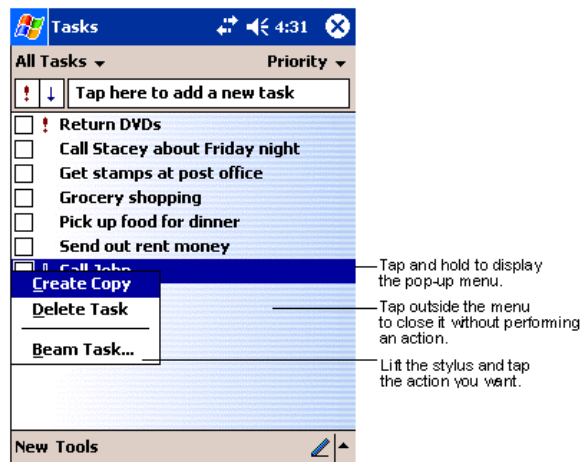 Tasks 4:31
All Tasks Priority
! ↓ Tap here to add a new task
! Return DVDs
Call Stacey about Friday night
Get stamps at post office
Grocery shopping
Pick up food for dinner
Send out rent money
Call John
Create Copy
Delete Task
Beam Task...
Tap and hold to display
the pop-up menu.
Tap outside the menu
to close it without performing
an action.
Lift the stylus and tap
the action you want.
New Tools